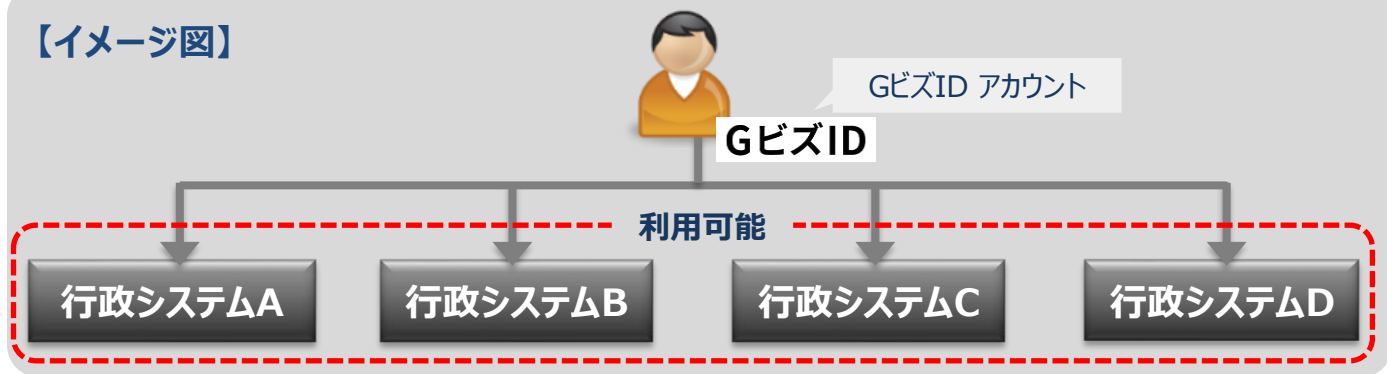 【イメージ図】
GビズID アカウント
GビズID
利用可能
行政システムA
行政システムB
行政システムC
行政システムD